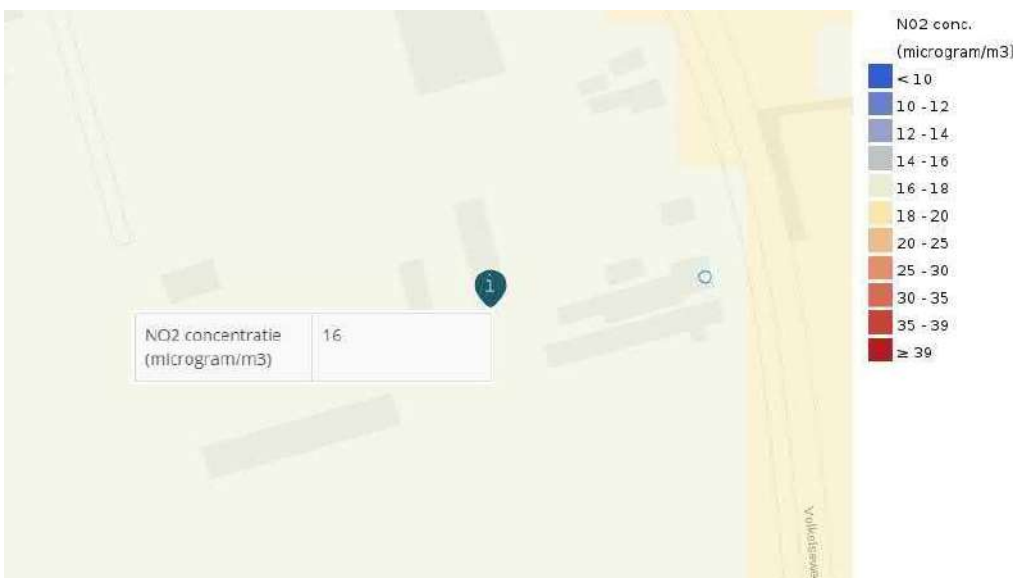 NO2 conc.
(microgram/m3)
< 10
10 - 12
12 - 14
14 - 16
16 - 18
18 - 20
20 - 25
25 - 30
30 - 35
35 - 39
≥ 39
i
NO2 concentratie 16
(microgram/m3)